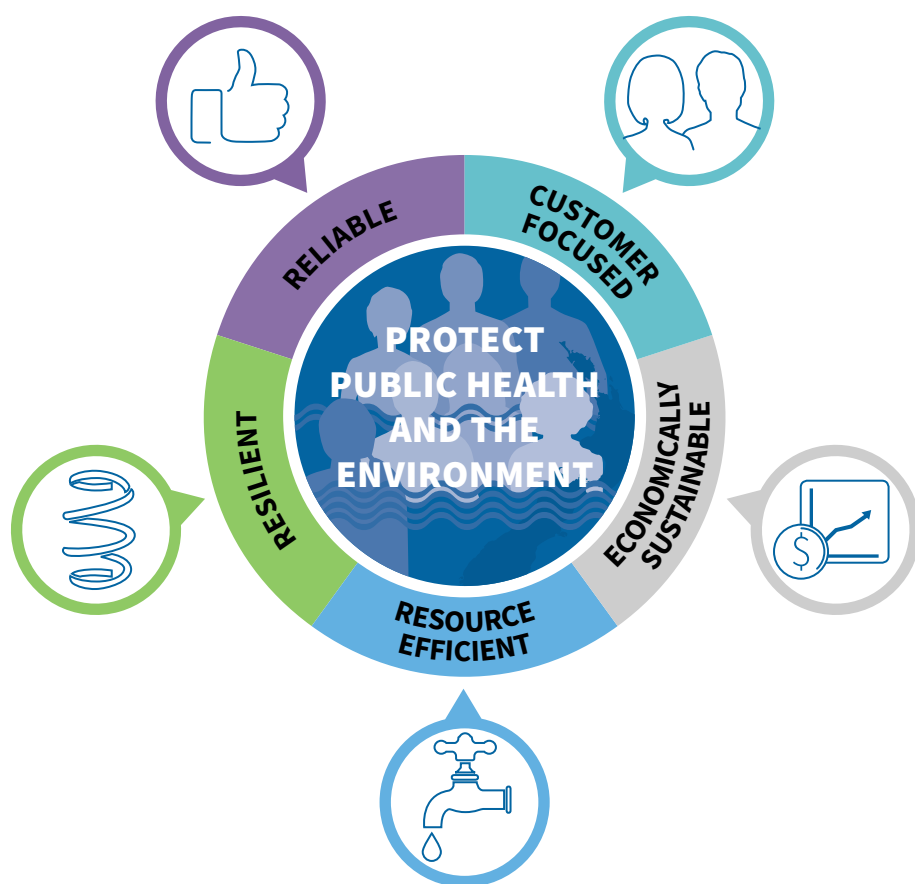 RELIABLE
CUSTOMER
FOCUSED
PROTECT
PUBLIC HEALTH
AND THE
ENVIRONMENT
RESILIENT
ECONOMICALLY
SUSTAINABLE
$
RESOURCE
EFFICIENT